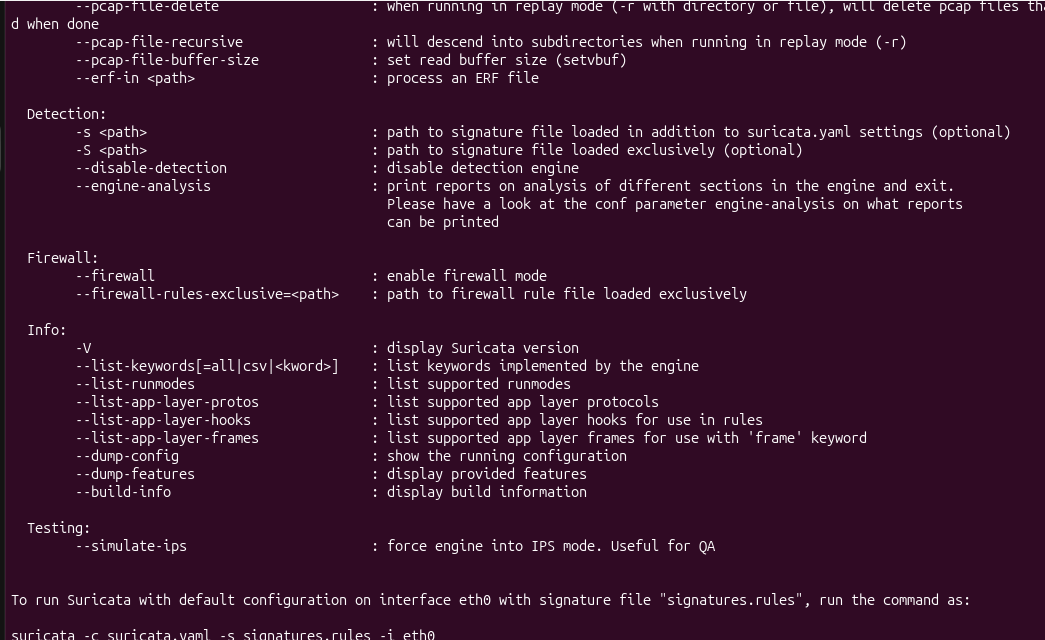 --pcap-file-delete : when running in replay mode (-r with directory or file), will delete pcap files tha
d when done
--pcap-file-recursive : will descend into subdirectories when running in replay mode (-r)
--pcap-file-buffer-size : set read buffer size (setvbuf)
--erf-in <path> : process an ERF file
Detection:
-s <path> : path to signature file loaded in addition to suricata.yaml settings (optional)
-S <path> : path to signature file loaded exclusively (optional)
--disable-detection : disable detection engine
--engine-analysis : print reports on analysis of different sections in the engine and exit.
Please have a look at the conf parameter engine-analysis on what reports
can be printed
Firewall:
--firewall : enable firewall mode
--firewall-rules-exclusive=<path> : path to firewall rule file loaded exclusively
Info:
-V : display Suricata version
--list-keywords[=all|csv|<kword>] : list keywords implemented by the engine
--list-runmodes : list supported runmodes
--list-app-layer-protos : list supported app layer protocols
--list-app-layer-hooks : list supported app layer hooks for use in rules
--list-app-layer-frames : list supported app layer frames for use with 'frame' keyword
--dump-config : show the running configuration
--dump-features : display provided features
--build-info : display build information
Testing:
--simulate-ips : force engine into IPS mode. Useful for QA
To run Suricata with default configuration on interface eth0 with signature file "signatures.rules", run the command as:
suricata -c suricata.yaml -s signatures.rules -i eth0